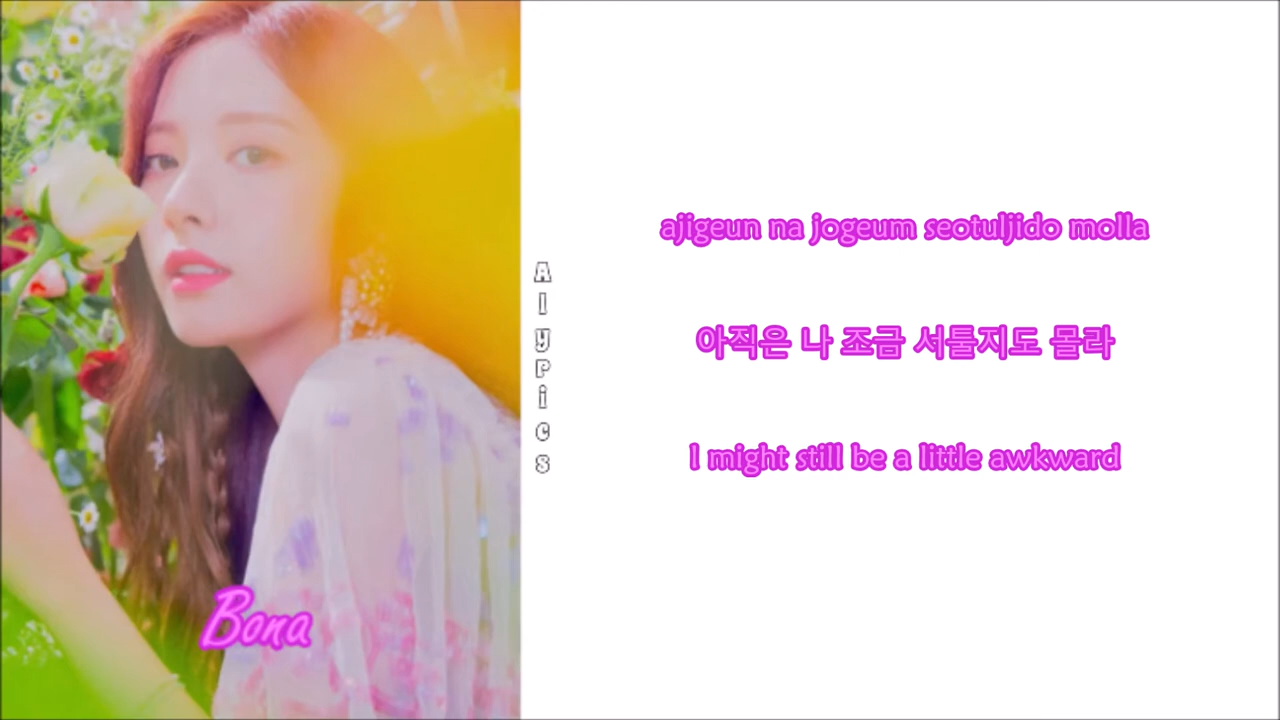 Bona
Alyrics
ajigeun na jogeum seotuljido molla
아직은 나 조금 서툴지도 몰라
I might still be a little awkward